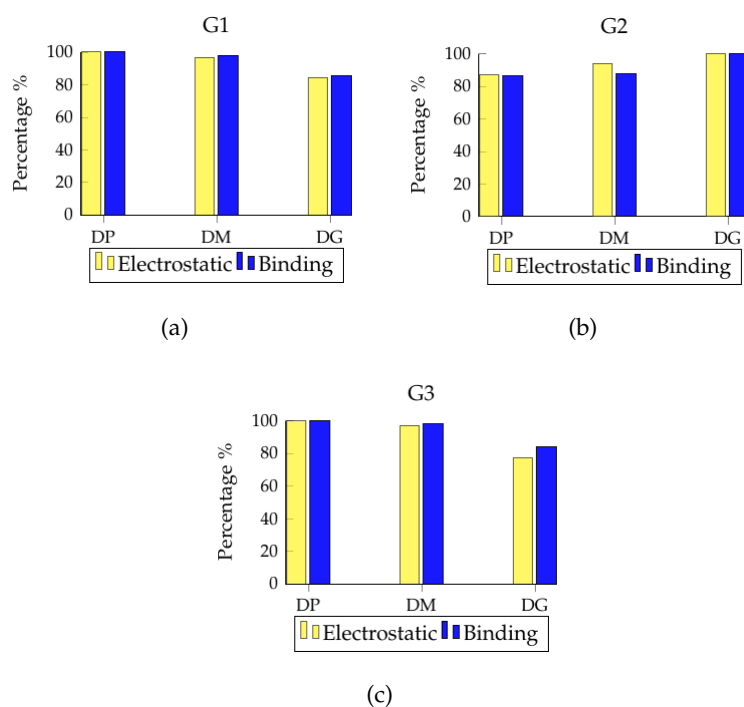 G1
Percentage %
100
80
60
40
20
0
DP
DM
DG
Electrostatic
Binding
(a)
G2
Percentage %
100
80
60
40
20
0
DP
DM
DG
Electrostatic
Binding
(b)
G3
Percentage %
100
80
60
40
20
0
DP
DM
DG
Electrostatic
Binding
(c)